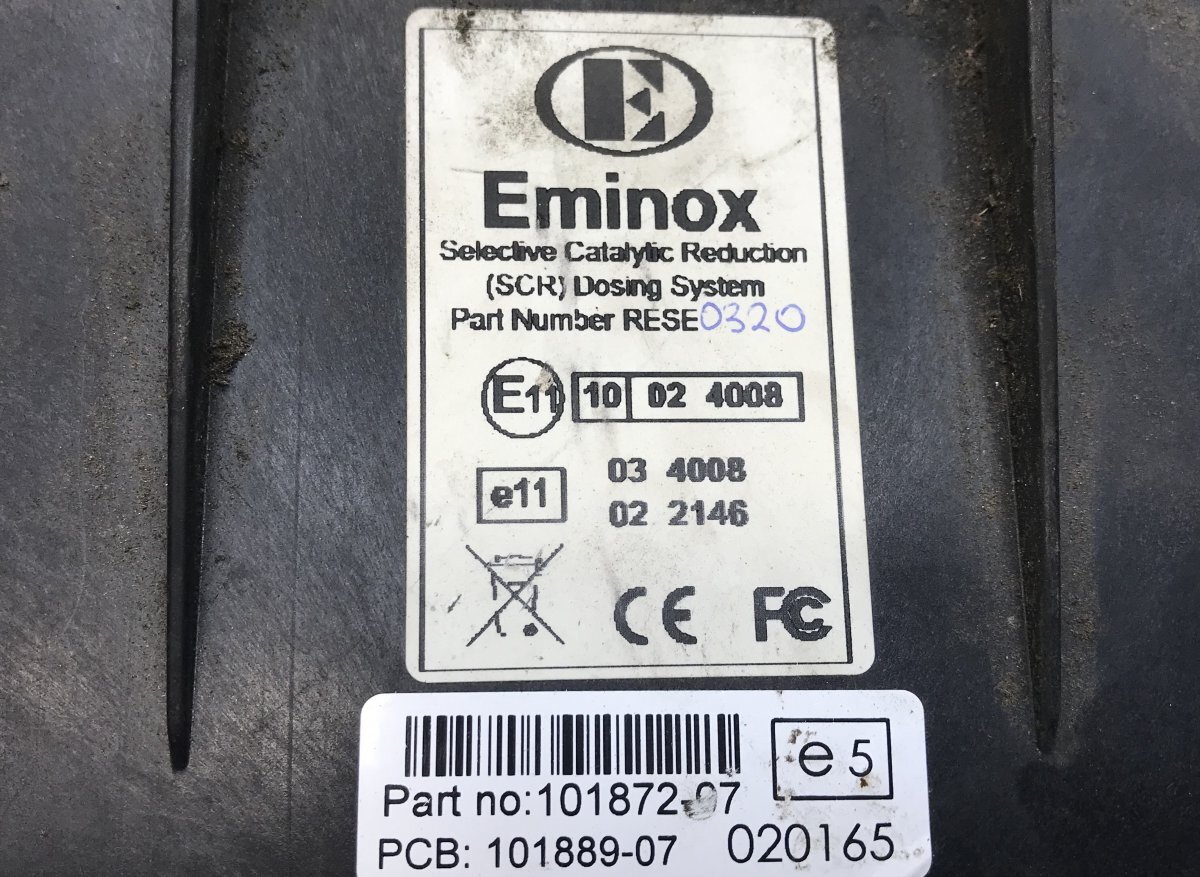 E
Eminox
Selective Catalytic Reduction
(SCR) Dosing System
Part Number RESE0320
E11 10 02 4008
e11 03 4008
02 2146
CE FC
e5
Part no:101872-07
PCB: 101889-07 020165